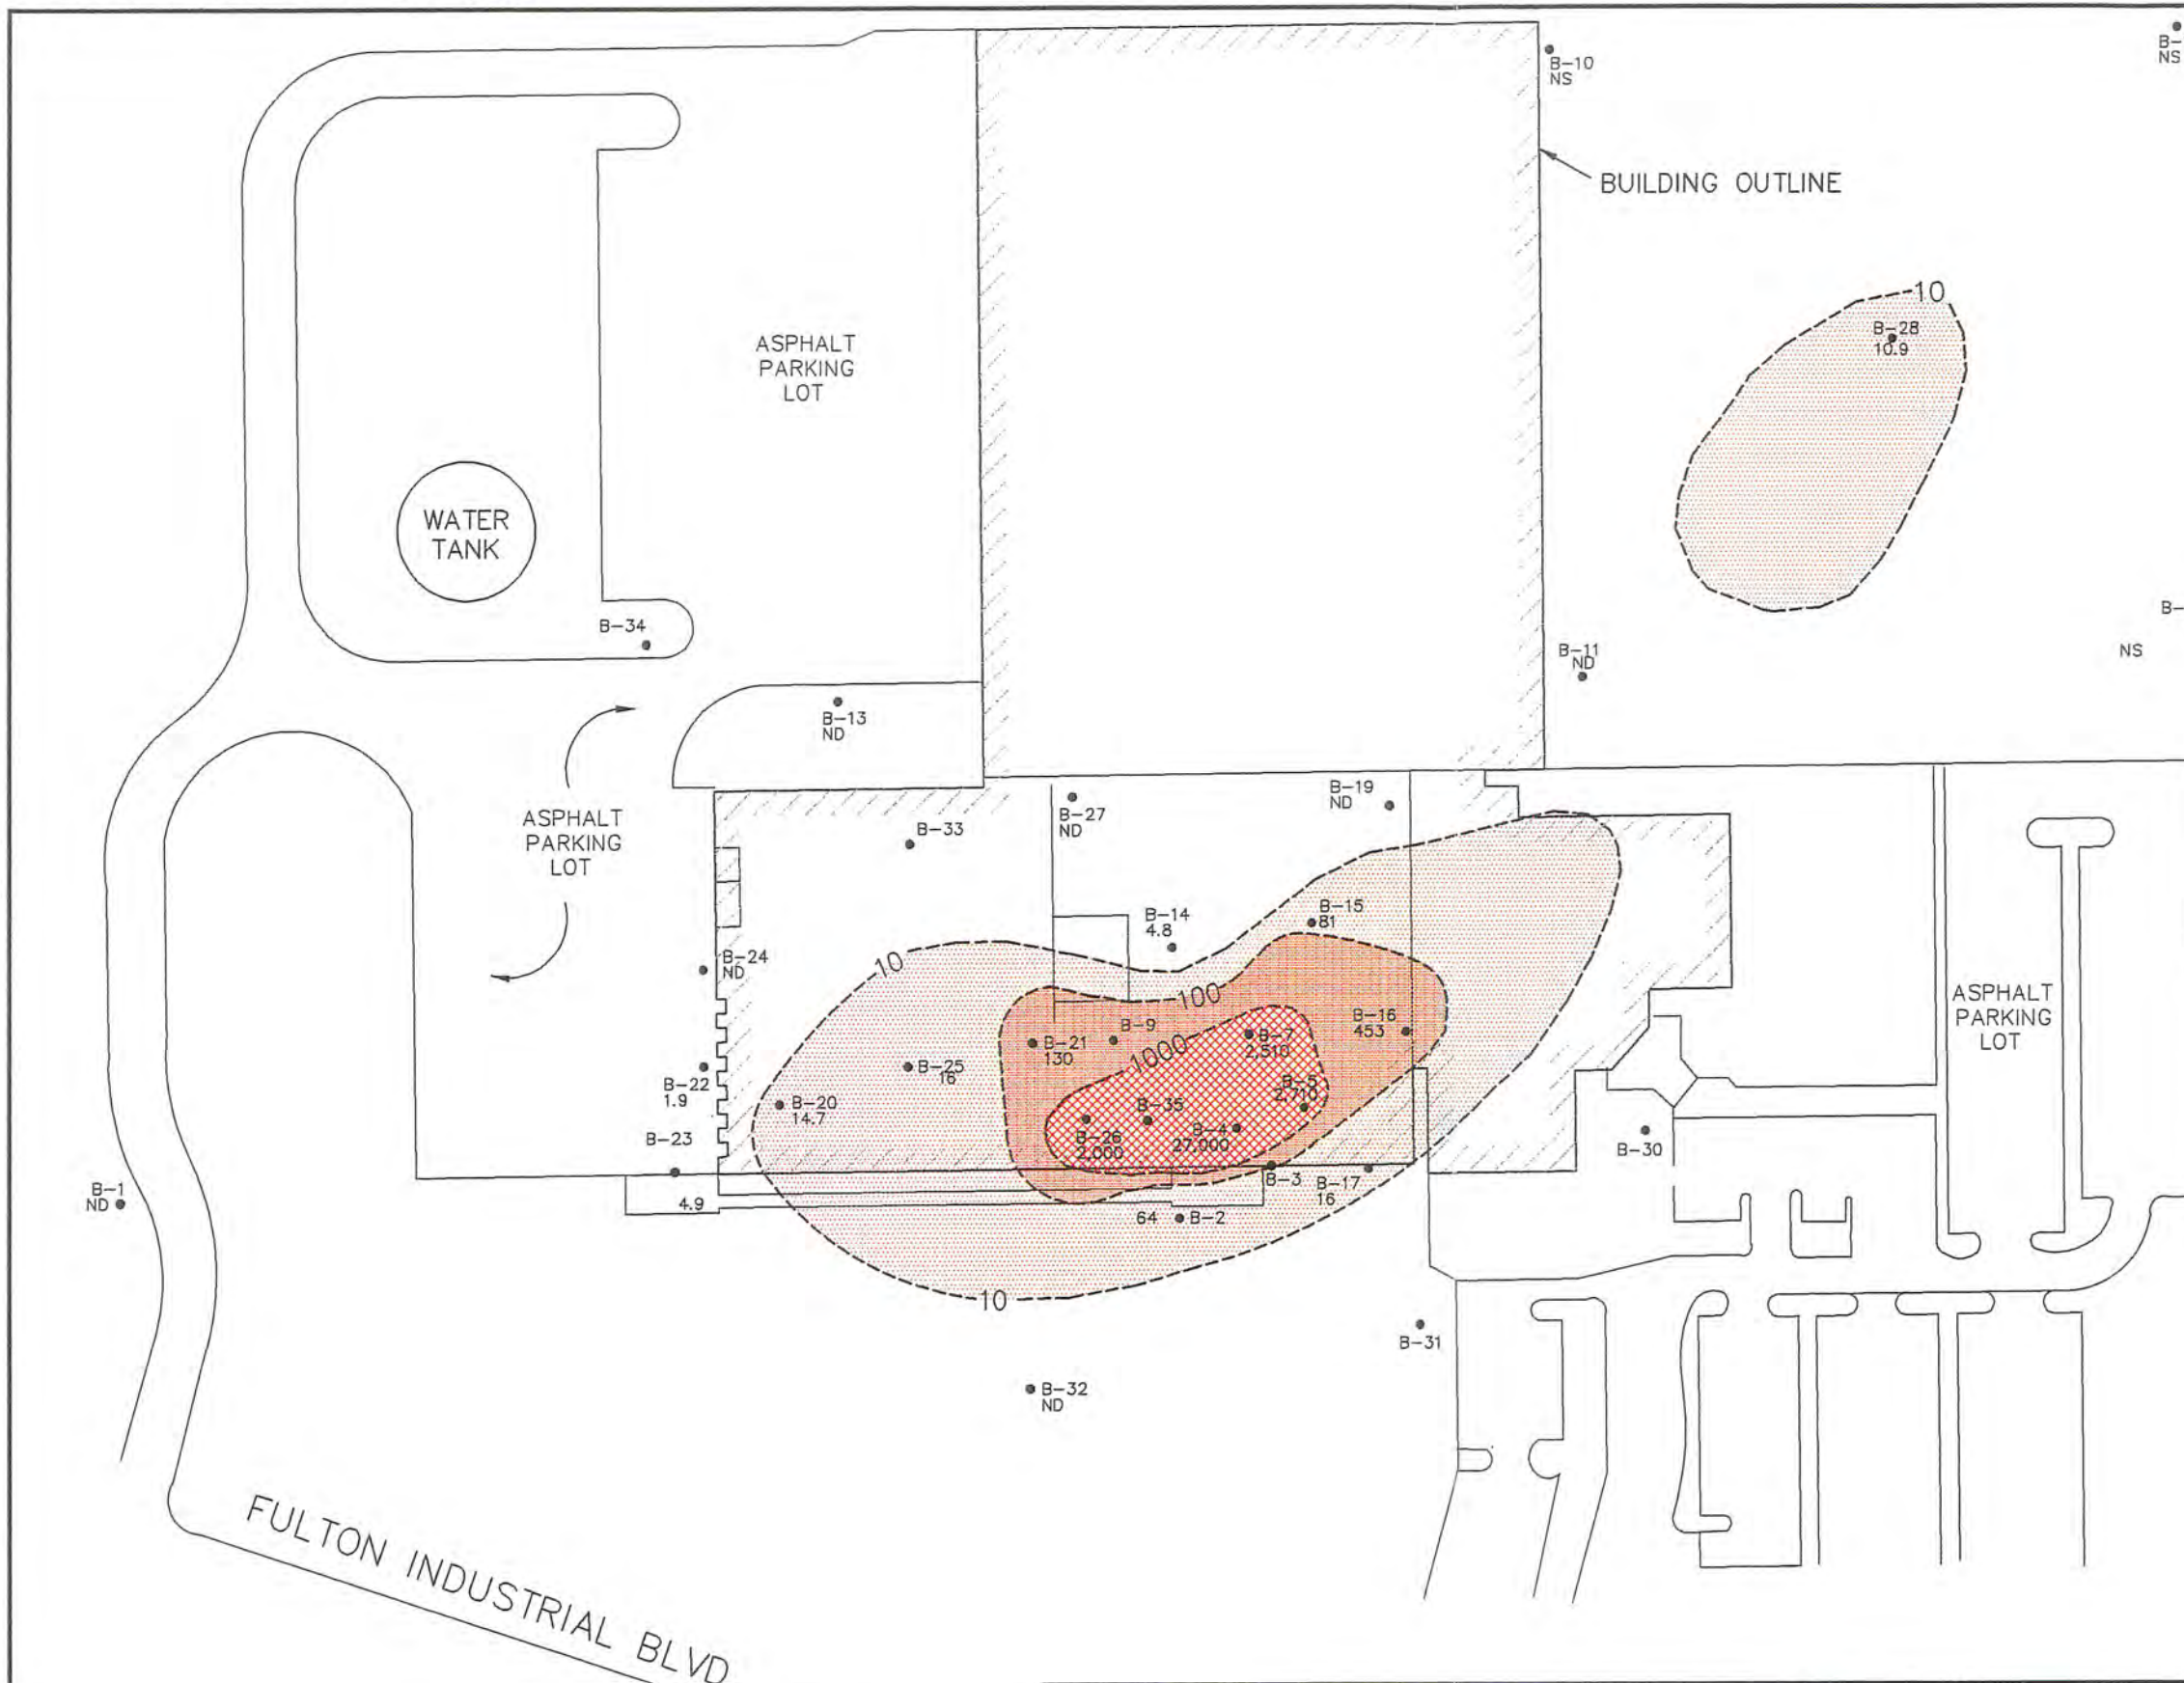 B-10
NS
B-
NS
BUILDING OUTLINE
10
B-28
10.9
ASPHALT
PARKING
LOT
WATER
TANK
B-34
B-
B-11
ND
NS
B-13
ND
B-27
ND
B-19
ND
ASPHALT
PARKING
LOT
B-33
B-14
4.8
B-15
81
B-24
ND
10
100
ASPHALT
PARKING
LOT
B-9
B-7
2,510
B-16
453
B-21
130
1000
B-25
16
B-22
1.9
B-5
2,710
B-20
14.7
B-35
B-26
2,000
B-4
27,000
B-23
B-30
B-3
B-17
16
B-1
ND
4.9
64
B-2
10
B-31
B-32
ND
FULTON INDUSTRIAL BLVD